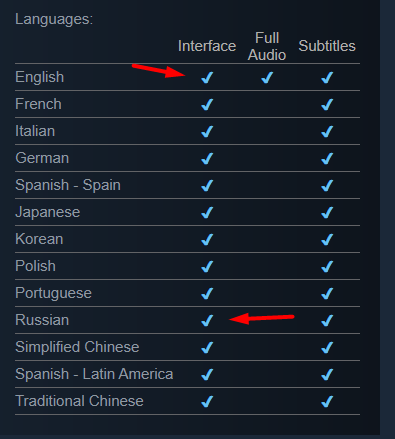 Languages:
Interface Full Audio Subtitles
English ✔ ✔ ✔
French ✔ ✔
Italian ✔ ✔
German ✔ ✔
Spanish - Spain ✔ ✔
Japanese ✔ ✔
Korean ✔ ✔
Polish ✔ ✔
Portuguese ✔ ✔
Russian ✔ ✔
Simplified Chinese ✔ ✔
Spanish - Latin America ✔ ✔
Traditional Chinese ✔ ✔